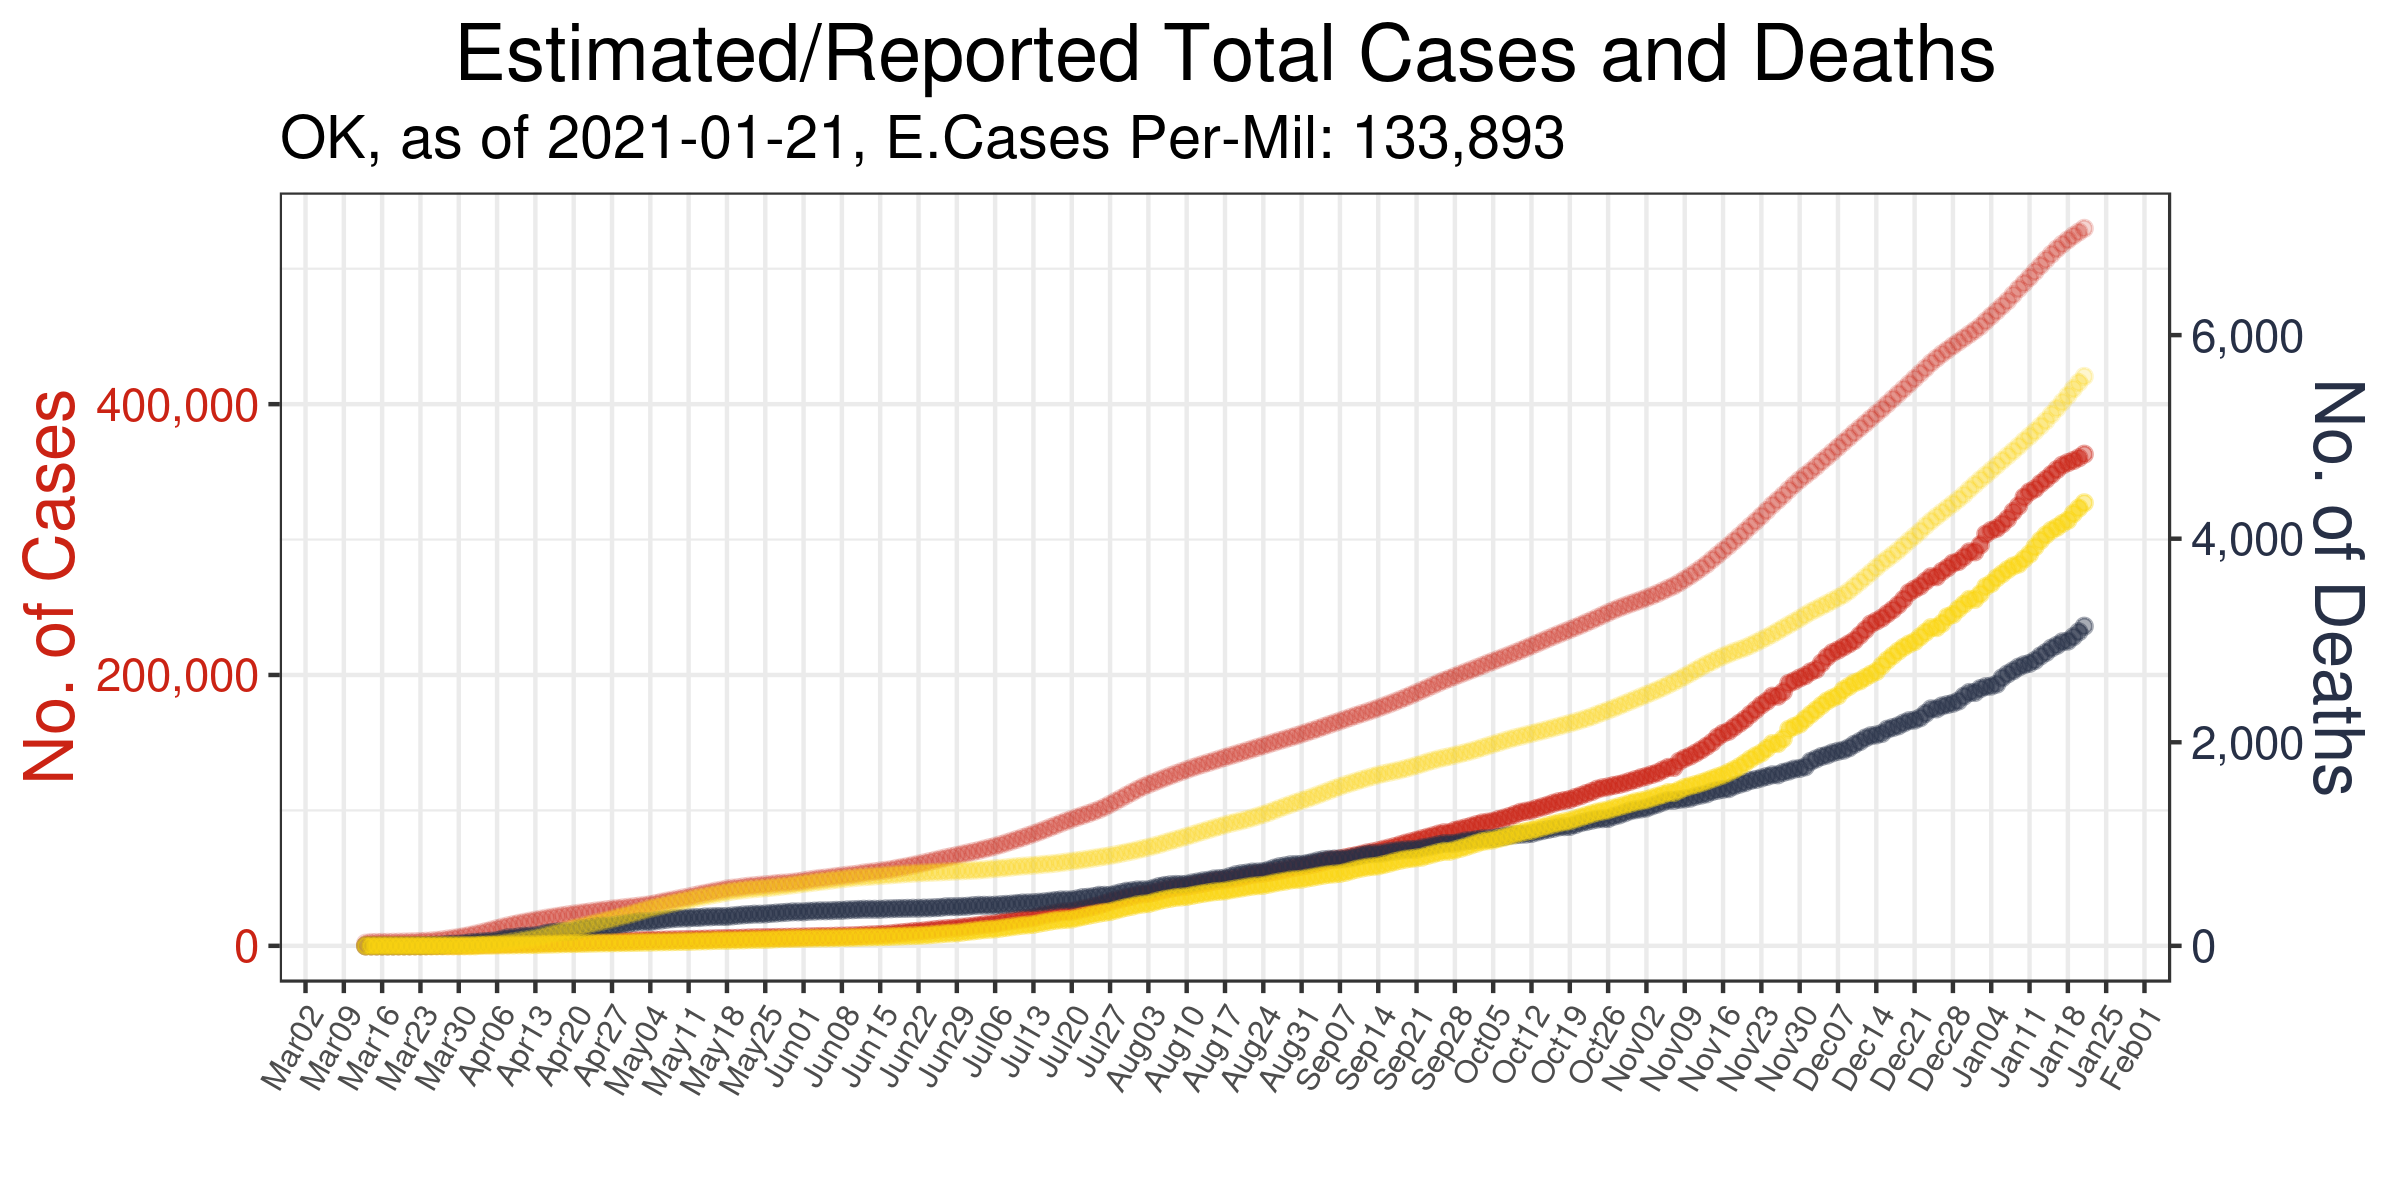 Estimated/Reported Total Cases and Deaths
OK, as of 2021-01-21, E.Cases Per-Mil: 133,893
No. of Cases
400,000
200,000
0
6,000
4,000
2,000
0
No. of Deaths
Mar02
Mar09
Mar16
Mar23
Mar30
Apr06
Apr13
Apr20
Apr27
May04
May11
May18
May25
Jun01
Jun08
Jun15
Jun22
Jun29
Jul06
Jul13
Jul20
Jul27
Aug03
Aug10
Aug17
Aug24
Aug31
Sep07
Sep14
Sep21
Sep28
Oct05
Oct12
Oct19
Oct26
Nov02
Nov09
Nov16
Nov23
Nov30
Dec07
Dec14
Dec21
Dec28
Jan04
Jan11
Jan18
Jan25
Feb01